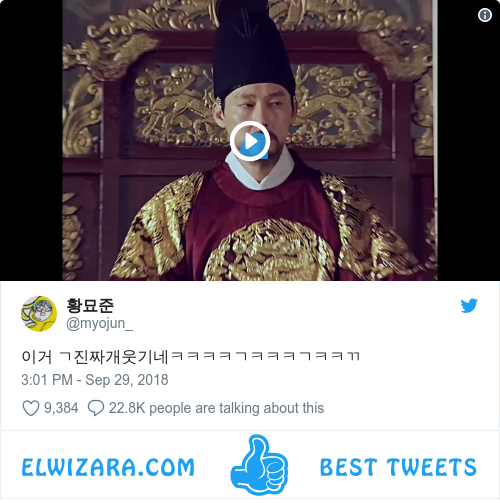 황묘준
@myojun_
이거 ㄱ진짜개웃기네ㅋㅋㅋㅋㄱㅋㅋㅋㄱㅋㅋㄲ
3:01 PM - Sep 29, 2018
9,384 22.8K people are talking about this
ELWIZARA.COM BEST TWEETS